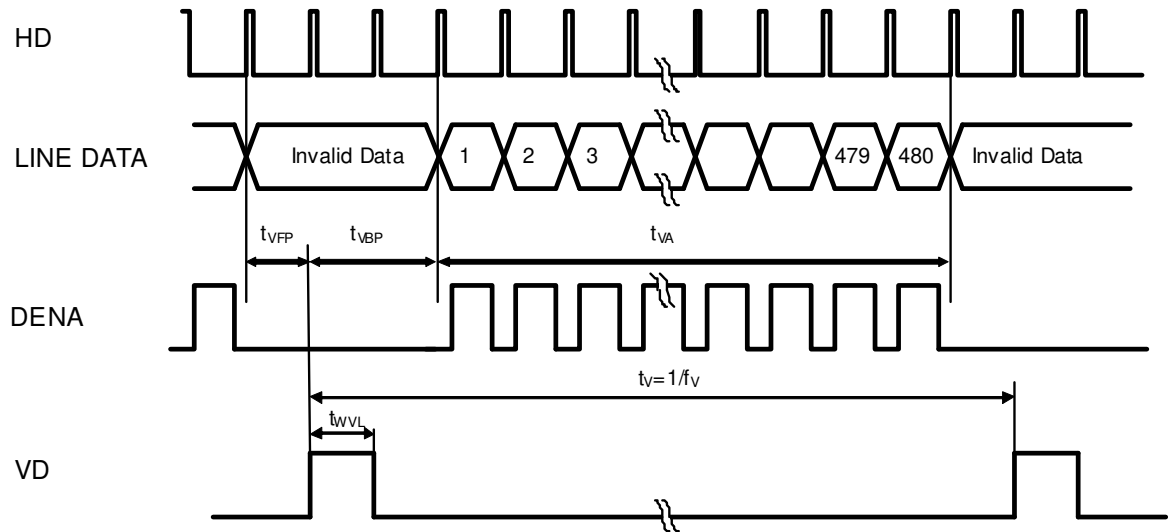 HD
LINE DATA
Invalid Data 1 2 3 479 480 Invalid Data
tVFP tVBP tVA
DENA
tV=1/fV
tWVL
VD